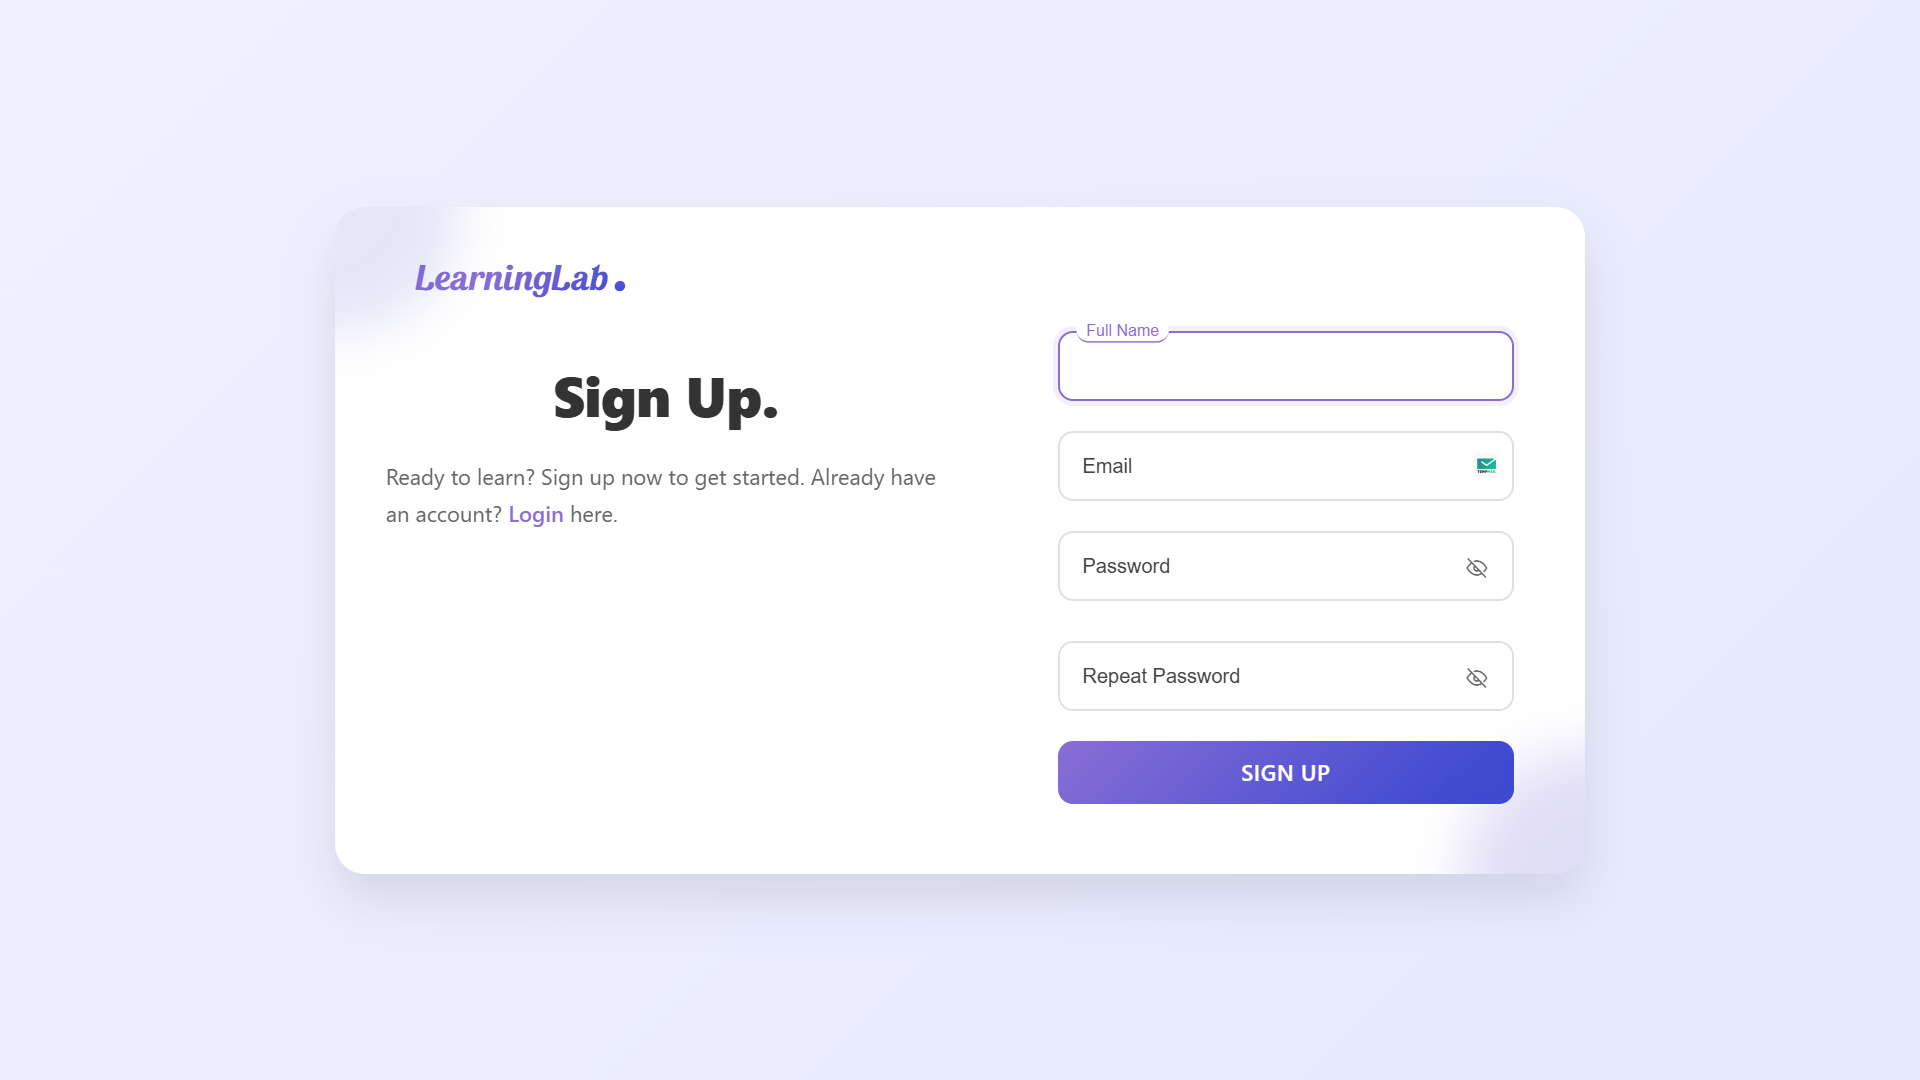 LearningLab.
Sign Up.
Ready to learn? Sign up now to get started. Already have
an account? Login here.
Full Name
Email
Password
Repeat Password
SIGN UP